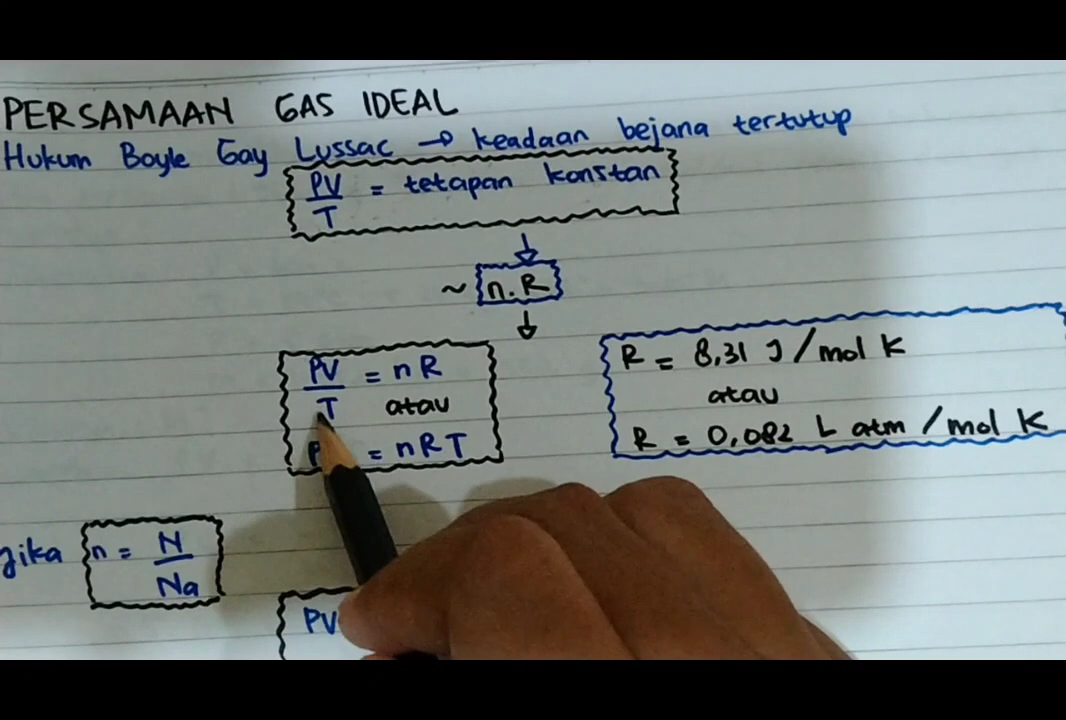 PERSAMAAN GAS IDEAL
Hukum Boyle Gay Lussac → keadaan bejana tertutup
PV/T = tetapan konstan
~ n.R
PV/T = nR
atau
P = nRT
R = 8,31 J/mol K
atau
R = 0,082 L atm/mol K
jika n = N/Na
PV